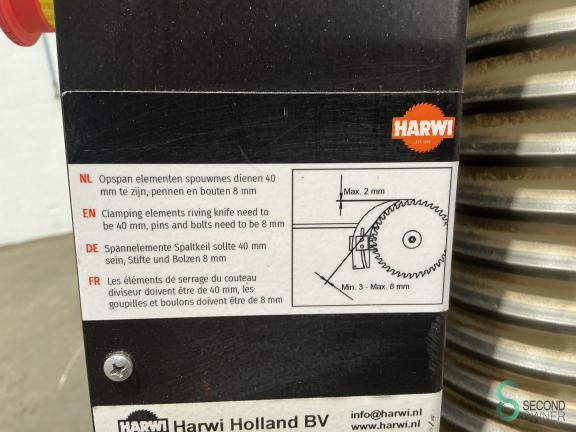 HARWI
NL Opspan elementen spouwmes dienen 40
mm te zijn, pennen en bouten 8 mm
EN Clamping elements riving knife need to
be 40 mm, pins and bolts need to be 8 mm
DE Spannelemente Spaltkeil sollte 40 mm
sein, Stifte und Bolzen 8 mm
FR Les éléments de serrage du couteau
diviseur doivent être de 40 mm, les
goupilles et boulons doivent être de 8 mm
Max. 2 mm
Min. 3 - Max. 8 mm
HARWI Harwi Holland BV
info@harwi.nl
www.harwi.nl
SECOND
OWNER